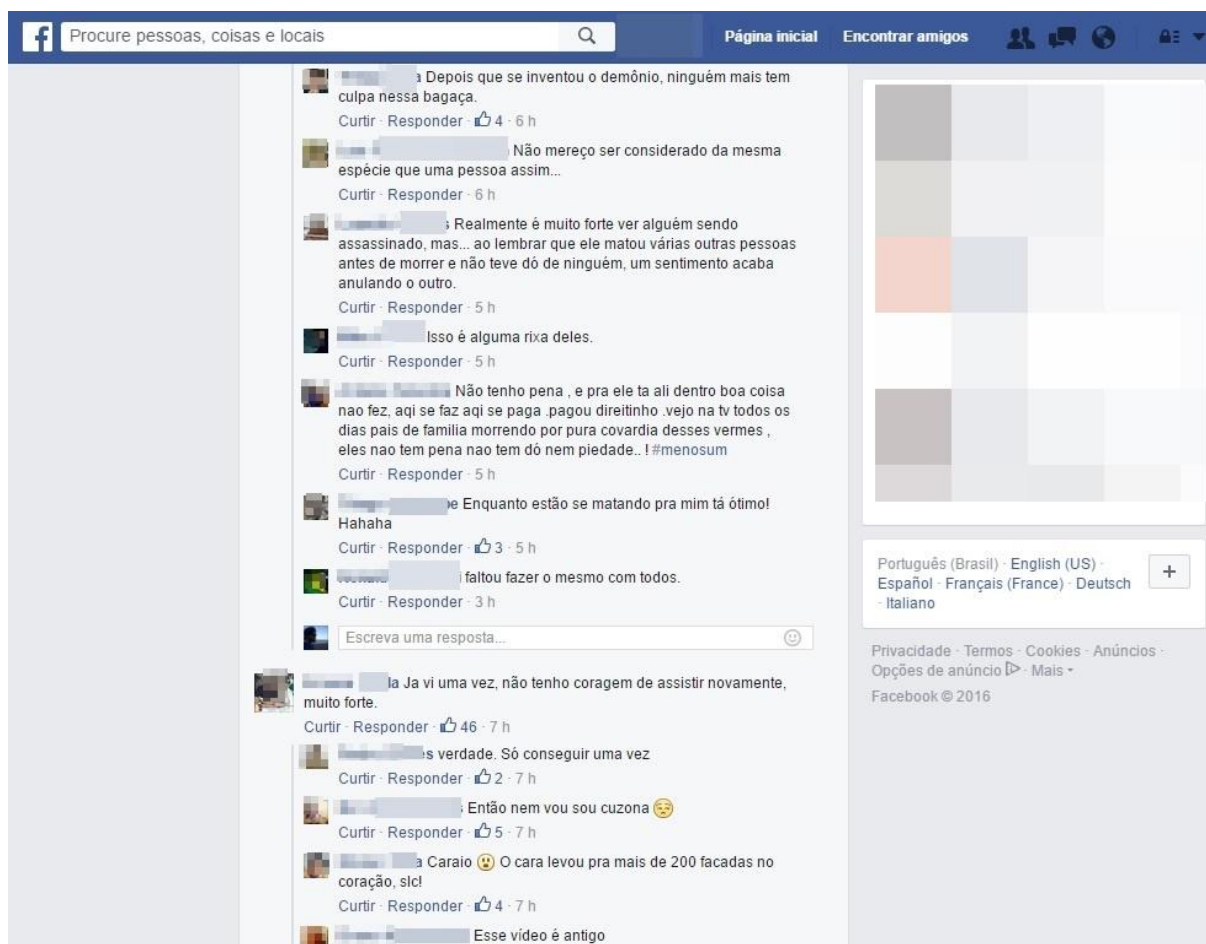 f
Procure pessoas, coisas e locais
Página inicial
Encontrar amigos
a Depois que se inventou o demônio, ninguém mais tem
culpa nessa bagaça.
Curtir · Responder · 4 · 6 h
Não mereço ser considerado da mesma
espécie que uma pessoa assim...
Curtir · Responder · 6 h
s Realmente é muito forte ver alguém sendo
assassinado, mas... ao lembrar que ele matou várias outras pessoas
antes de morrer e não teve dó de ninguém, um sentimento acaba
anulando o outro.
Curtir · Responder · 5 h
Isso é alguma rixa deles.
Curtir · Responder · 5 h
Não tenho pena , e pra ele ta ali dentro boa coisa
nao fez, aqi se faz aqi se paga .pagou direitinho .vejo na tv todos os
dias pais de familia morrendo por pura covardia desses vermes ,
eles nao tem pena nao tem dó nem piedade.. ! #menosum
Curtir · Responder · 5 h
e Enquanto estão se matando pra mim tá ótimo!
Hahaha
Curtir · Responder · 3 · 5 h
i faltou fazer o mesmo com todos.
Curtir · Responder · 3 h
Escreva uma resposta...
la Ja vi uma vez, não tenho coragem de assistir novamente,
muito forte.
Curtir · Responder · 46 · 7 h
s verdade. Só conseguir uma vez
Curtir · Responder · 2 · 7 h
Então nem vou sou cuzona 😔
Curtir · Responder · 5 · 7 h
a Caraio 😮 O cara levou pra mais de 200 facadas no
coração, slc!
Curtir · Responder · 4 · 7 h
Esse vídeo é antigo
Português (Brasil) · English (US) ·
Español · Français (France) · Deutsch
· Italiano
+
Privacidade · Termos · Cookies · Anúncios ·
Opções de anúncio · Mais
Facebook © 2016